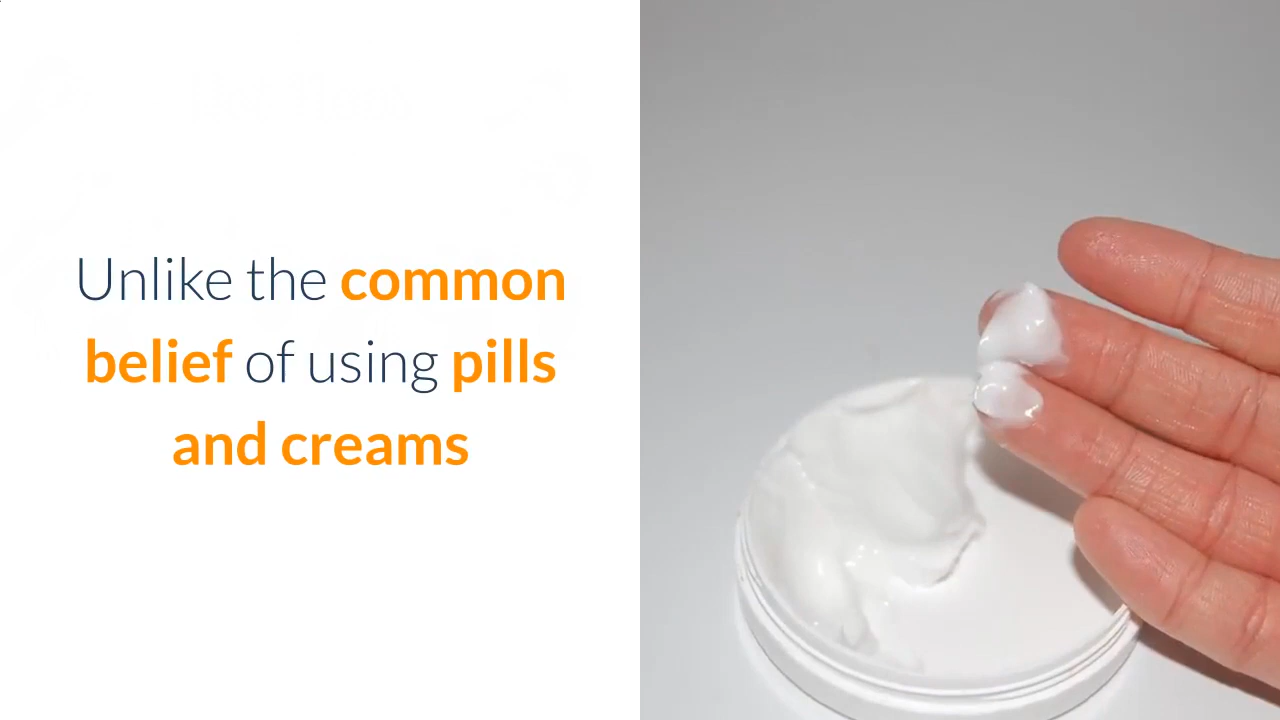 Unlike the common
belief of using pills
and creams